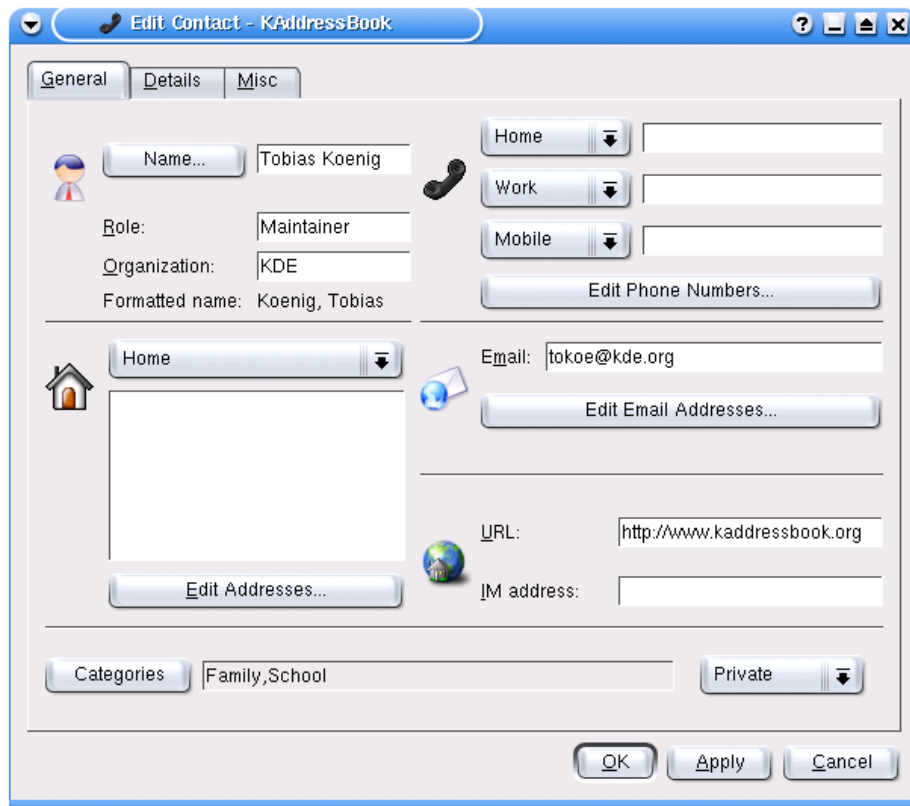 Edit Contact - KAddressBook
General Details Misc
Name... Tobias Koenig
Role: Maintainer
Organization: KDE
Formatted name: Koenig, Tobias
Home
Work
Mobile
Edit Phone Numbers...
Home
Edit Addresses...
Email: tokoe@kde.org
Edit Email Addresses...
URL: http://www.kaddressbook.org
IM address:
Categories Family,School Private
OK Apply Cancel